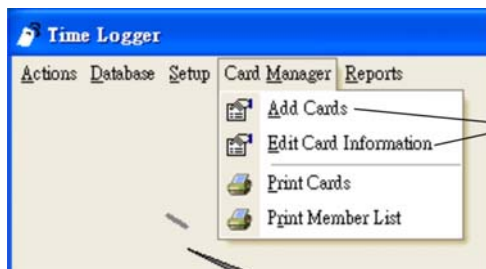 Time Logger
Actions Database Setup Card Manager Reports
Add Cards
Edit Card Information
Print Cards
Print Member List